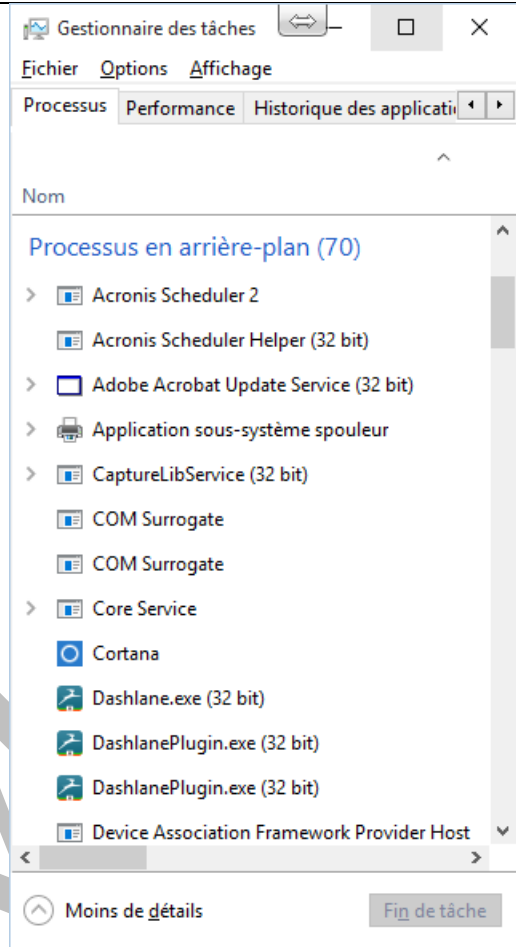 Gestionnaire des tâches
Fichier Options Affichage
Processus Performance Historique des applicati
Nom
Processus en arrière-plan (70)
Acronis Scheduler 2
Acronis Scheduler Helper (32 bit)
Adobe Acrobat Update Service (32 bit)
Application sous-système spouleur
CaptureLibService (32 bit)
COM Surrogate
COM Surrogate
Core Service
Cortana
Dashlane.exe (32 bit)
DashlanePlugin.exe (32 bit)
DashlanePlugin.exe (32 bit)
Device Association Framework Provider Host
Moins de détails
Fin de tâche